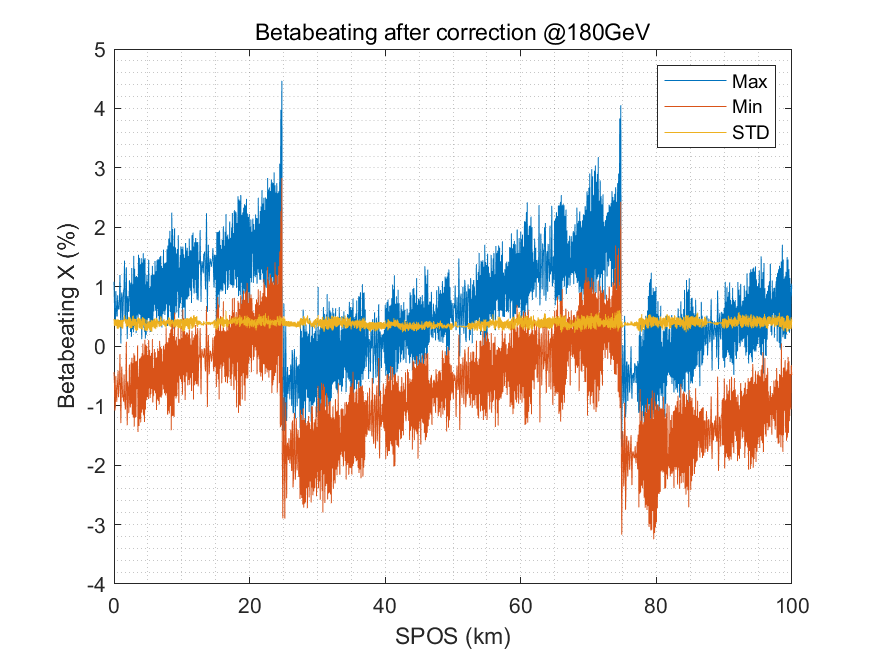 Betabeating after correction @180GeV
Max
Min
STD
Betabeating X (%)
5
4
3
2
1
0
-1
-2
-3
-4
0
20
40
60
80
100
SPOS (km)